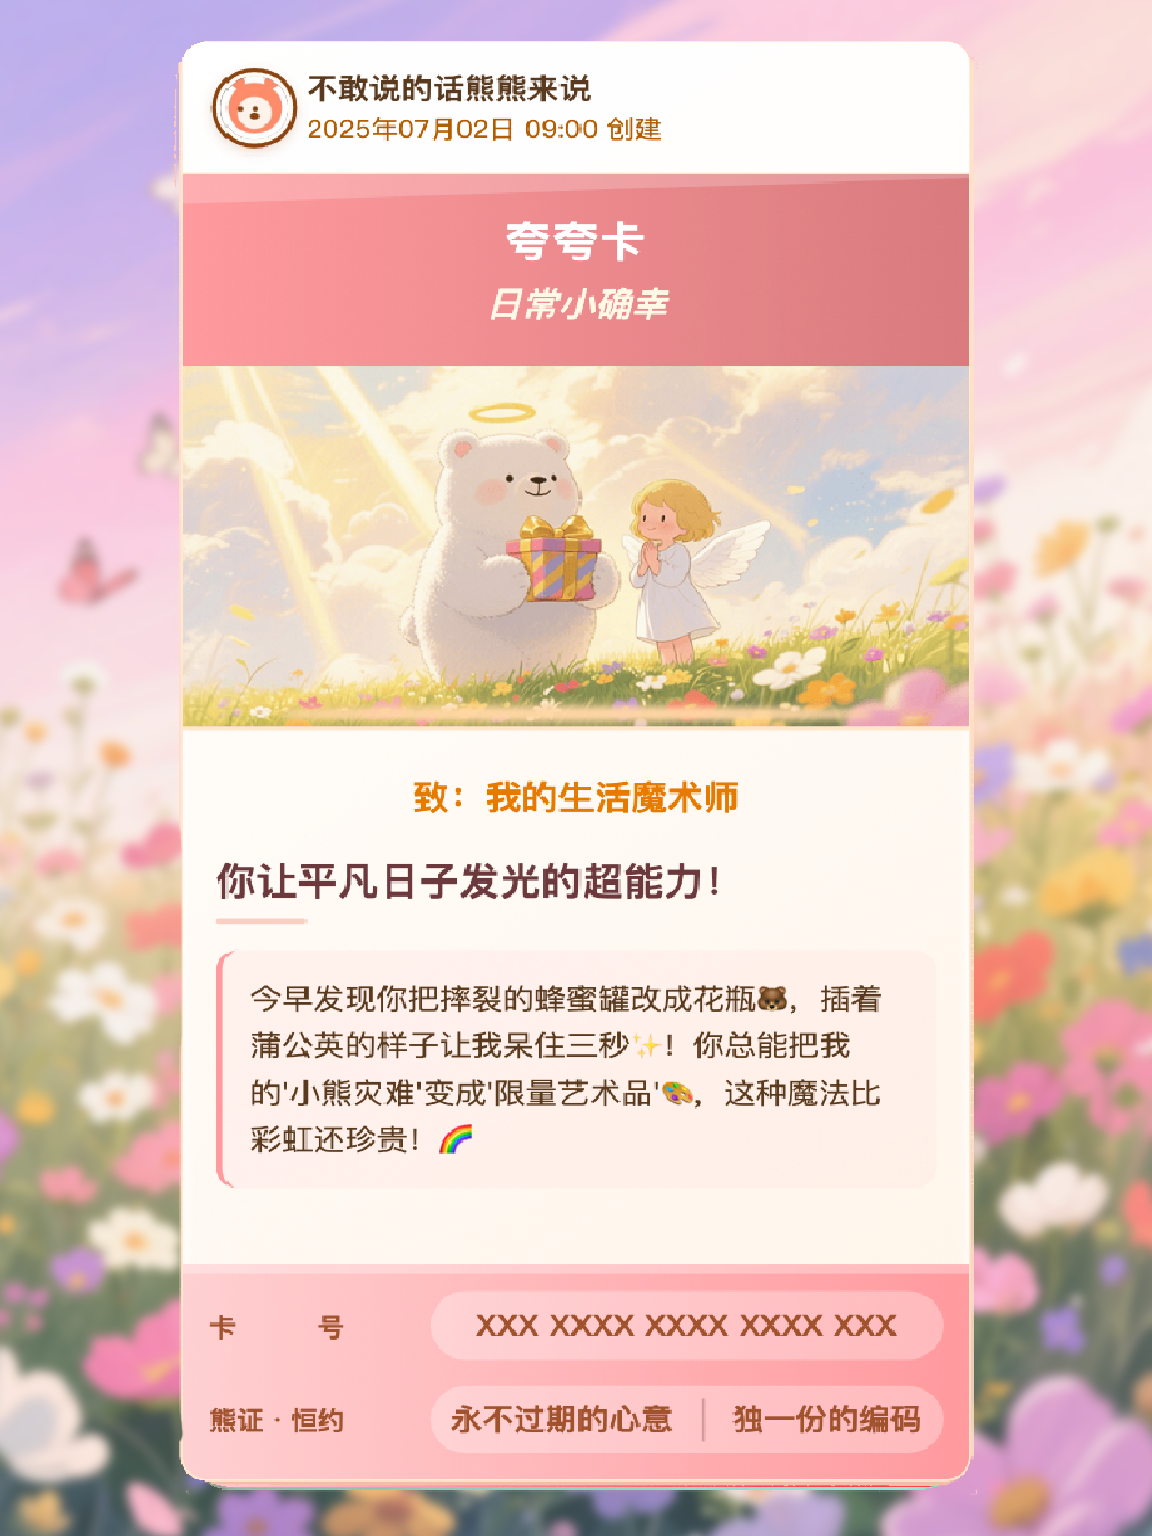 不敢说的话熊熊来说
2025年07月02日 09:00 创建
夸夸卡
日常小确幸
致：我的生活魔术师
你让平凡日子发光的超能力！
今早发现你把摔裂的蜂蜜罐改成花瓶🐻，插着
蒲公英的样子让我呆住三秒✨！你总能把我
的'小熊灾难'变成'限量艺术品'🎨，这种魔法比
彩虹还珍贵！🌈
卡 号 XXX XXXX XXXX XXXX XXX
熊证 · 恒约 永不过期的心意 | 独一份的编码